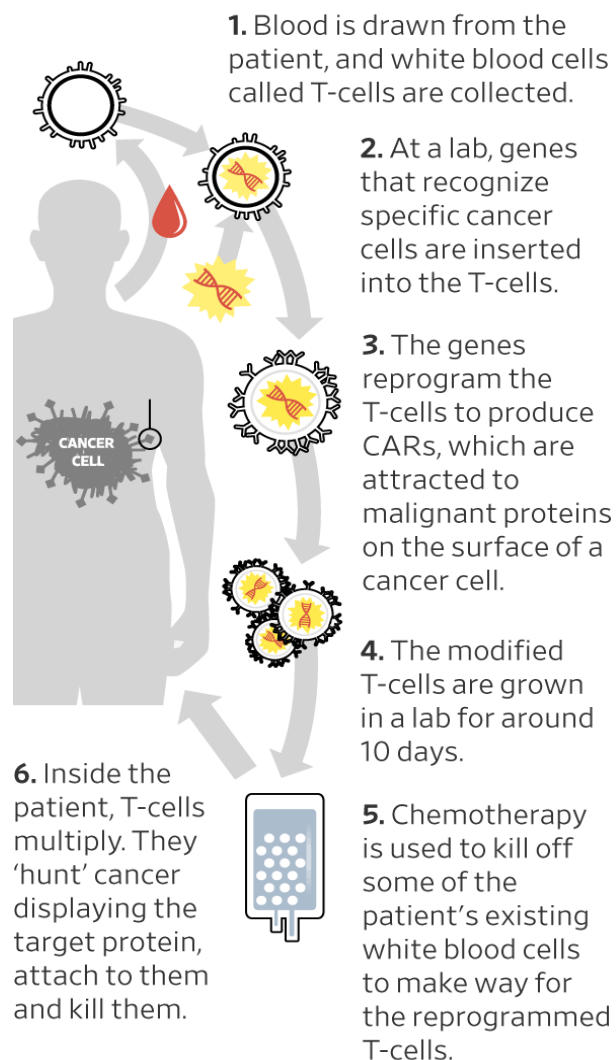 1. Blood is drawn from the
patient, and white blood cells
called T-cells are collected.
2. At a lab, genes
that recognize
specific cancer
cells are inserted
into the T-cells.
3. The genes
reprogram the
T-cells to produce
CARs, which are
attracted to
malignant proteins
on the surface of a
cancer cell.
CANCER
CELL
4. The modified
T-cells are grown
in a lab for around
10 days.
5. Chemotherapy
is used to kill off
some of the
patient's existing
white blood cells
to make way for
the reprogrammed
T-cells.
6. Inside the
patient, T-cells
multiply. They
‘hunt’ cancer
displaying the
target protein,
attach to them
and kill them.